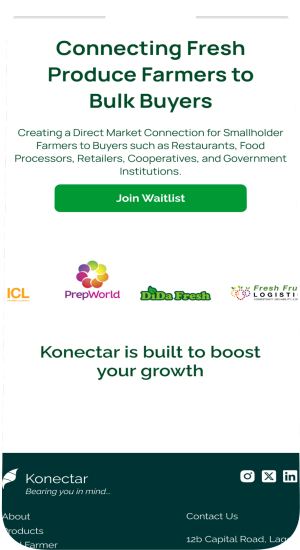 Connecting Fresh
Produce Farmers to
Bulk Buyers
Creating a Direct Market Connection for Smallholder
Farmers to Buyers such as Restaurants, Food
Processors, Retailers, Cooperatives, and Government
Institutions.
Join Waitlist
ICL
PrepWorld
DiDa Fresh
Fresh Fru
LOGISTI
Konectar is built to boost
your growth
Konectar
Bearing you in mind...
About
Contact Us
Products
Farmer
12b Capital Road, Lag